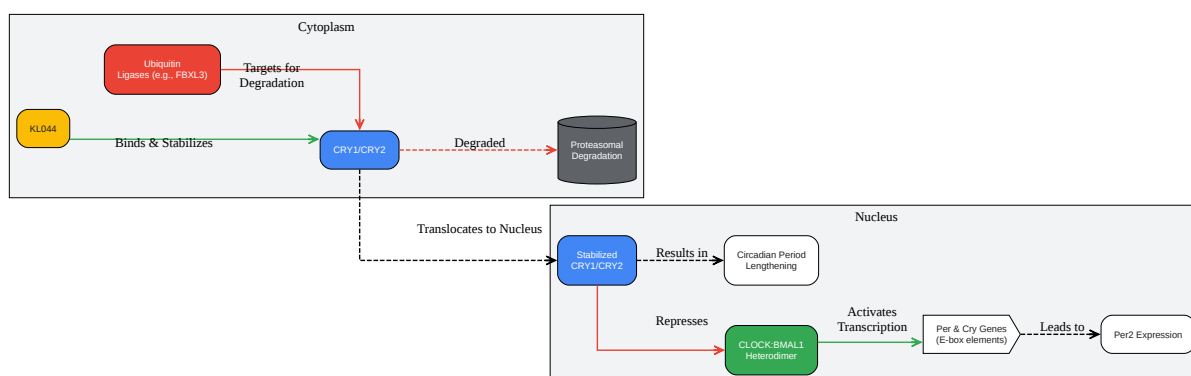 Cytoplasm
Ubiquitin
Ligases (e.g., FBXL3)
Targets for
Degradation
KL044
Binds & Stabilizes
CRY1/CRY2
Degraded
Proteasomal
Degradation
Translocates to Nucleus
Nucleus
Stabilized
CRY1/CRY2
Results in
Circadian Period
Lengthening
Represses
CLOCK:BMAL1
Heterodimer
Activates
Transcription
Per & Cry Genes
(E-box elements)
Leads to
Per2 Expression